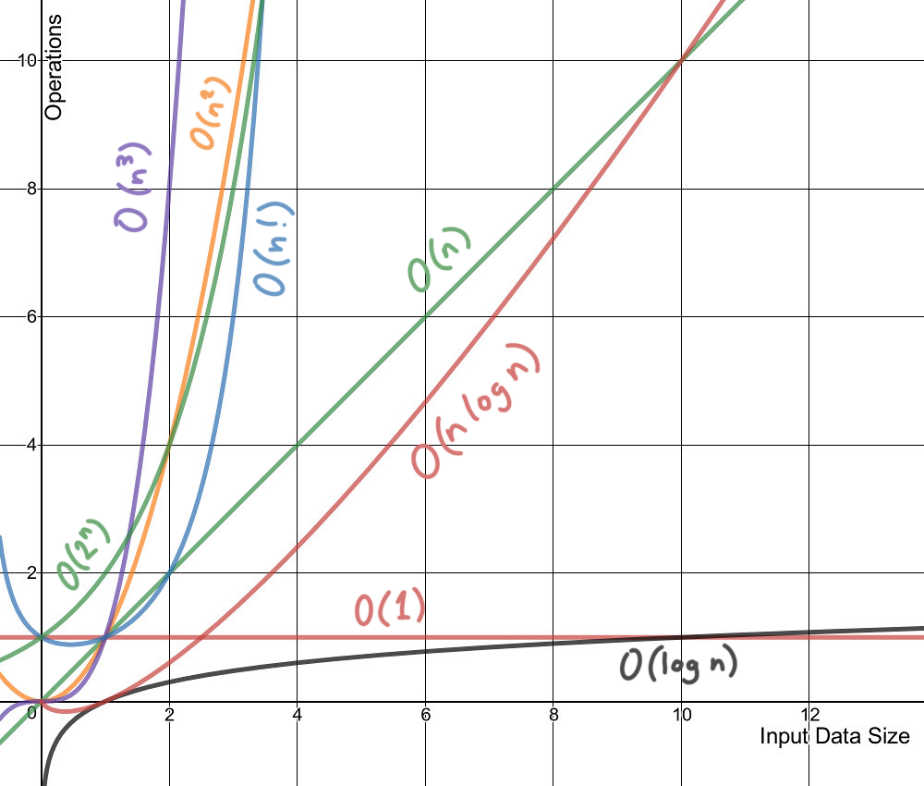 Operations
10
O(n²)
O(n³)
8
O(n!)
O(n)
6
O(n log n)
4
O(2ⁿ)
2
O(1)
O(log n)
0
2
4
6
8
10
12
Input Data Size